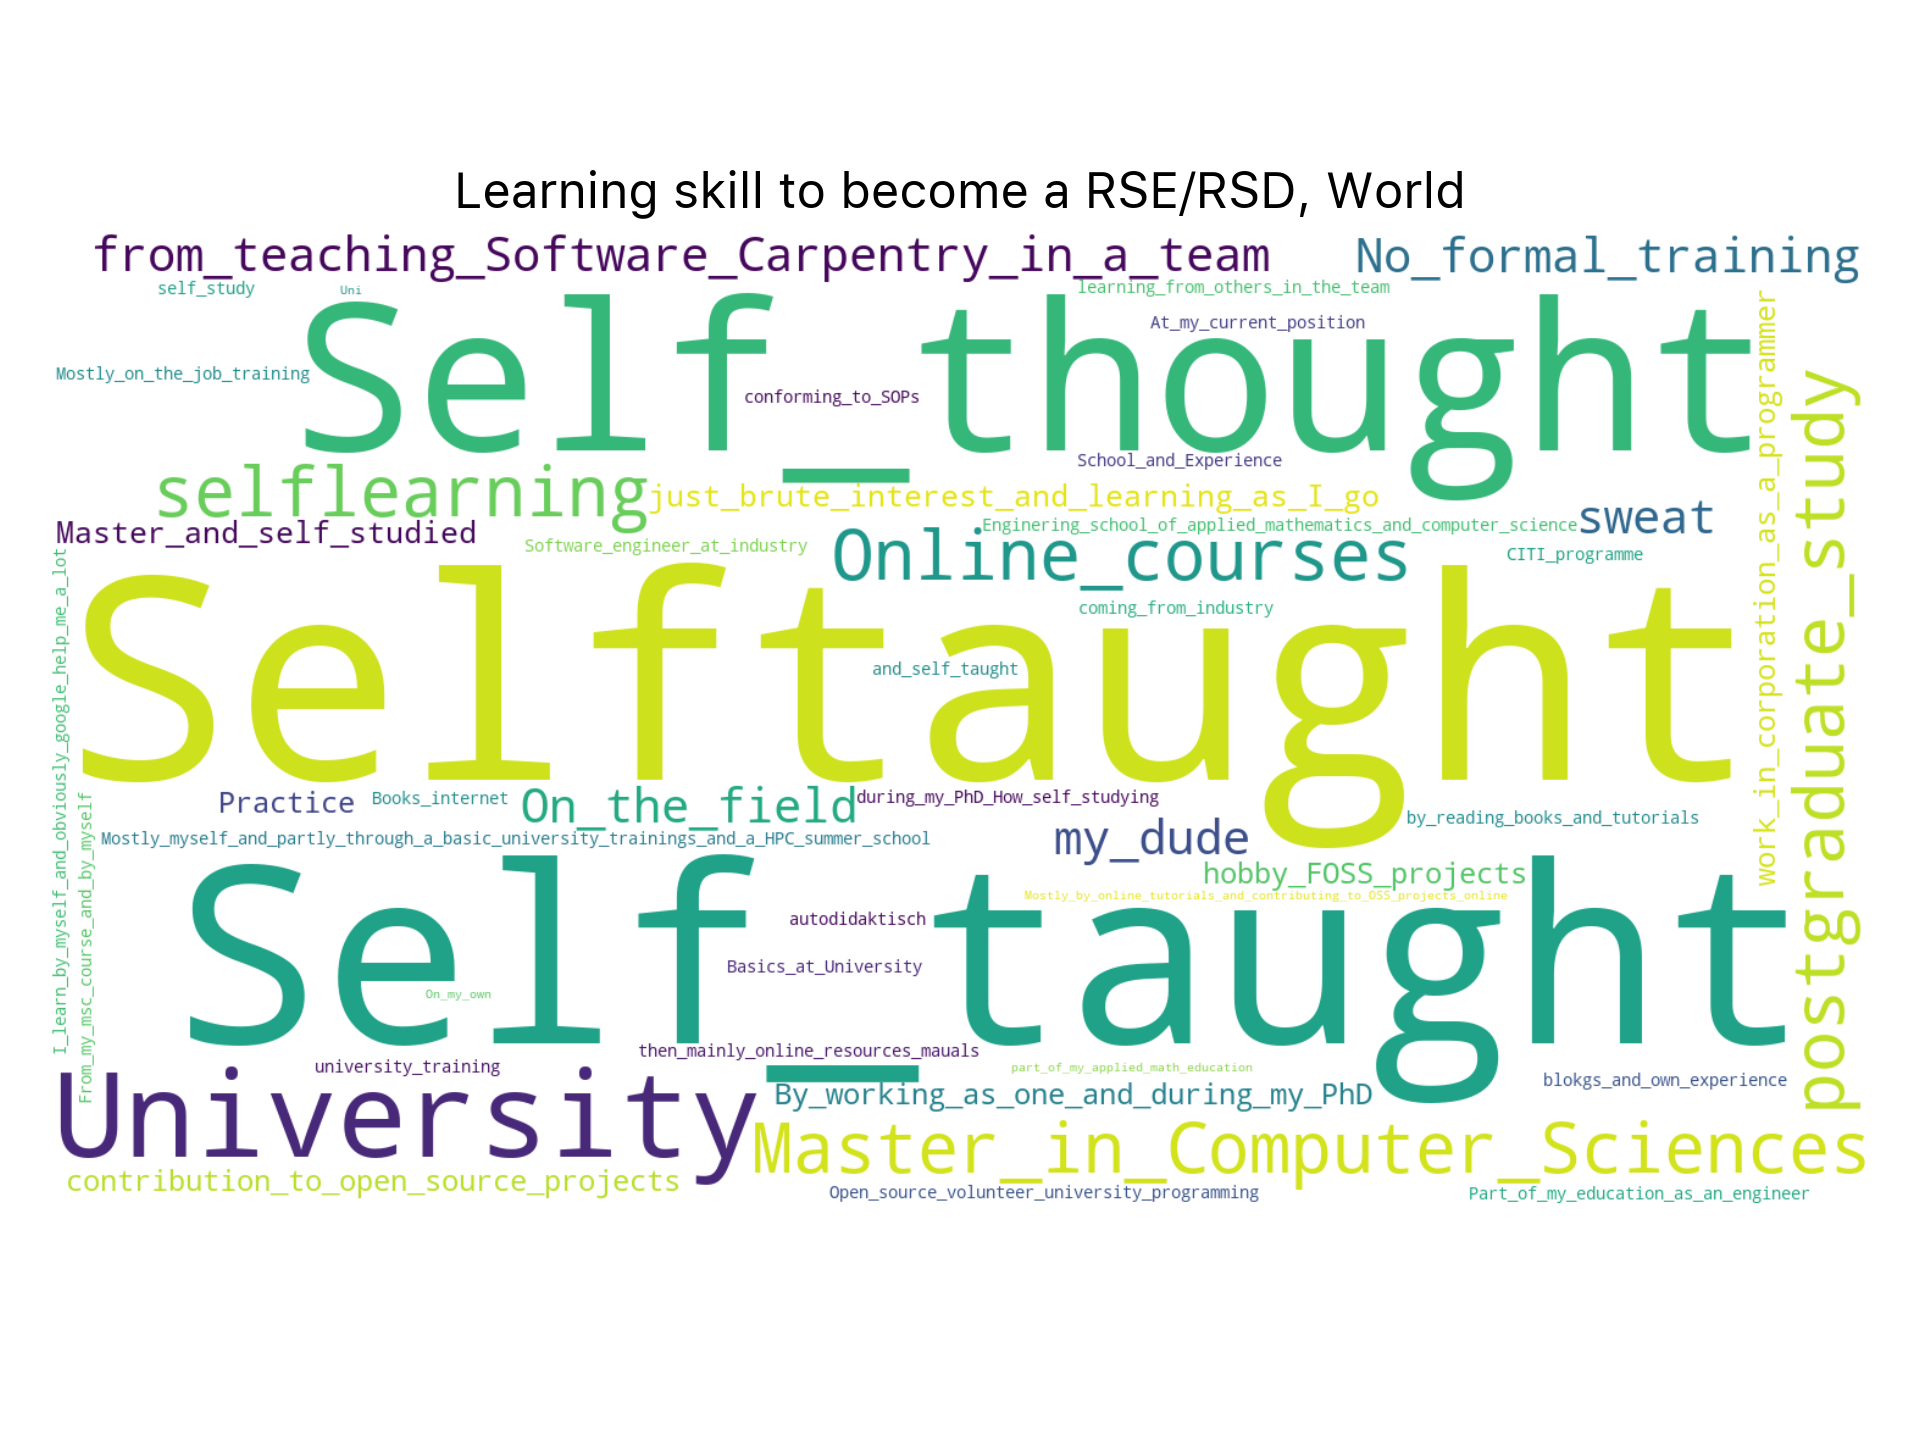 Learning skill to become a RSE/RSD, World
from_teaching_Software_Carpentry_in_a_team
No_formal_training
self_study
Uni
learning_from_others_in_the_team
At_my_current_position
Self_thought
Mostly_on_the_job_training
conforming_to_SOPs
School_and_Experience
selflearning
just_brute_interest_and_learning_as_I_go
sweat
Enginering_school_of_applied_mathematics_and_computer_science
Master_and_self_studied
Software_engineer_at_industry
Online_courses
CITI_programme
coming_from_industry
Selftaught
and_self_taught
work_in_corporation_as_a_programmer
postgraduate_study
I_learn_by_myself_and_obviously_google_help_me_a_lot
From_my_msc_course_and_by_myself
Practice
Books_internet
On_the_field
during_my_PhD_How_self_studying
by_reading_books_and_tutorials
Mostly_myself_and_partly_through_a_basic_university_trainings_and_a_HPC_summer_school
my_dude
hobby_FOSS_projects
Mostly_by_online_tutorials_and_contributing_to_OSS_projects_online
Self_taught
autodidaktisch
Basics_at_University
On_my_own
then_mainly_online_resources_mauals
university_training
part_of_my_applied_math_education
blokgs_and_own_experience
University
By_working_as_one_and_during_my_PhD
Master_in_Computer_Sciences
contribution_to_open_source_projects
Open_source_volunteer_university_programming
Part_of_my_education_as_an_engineer